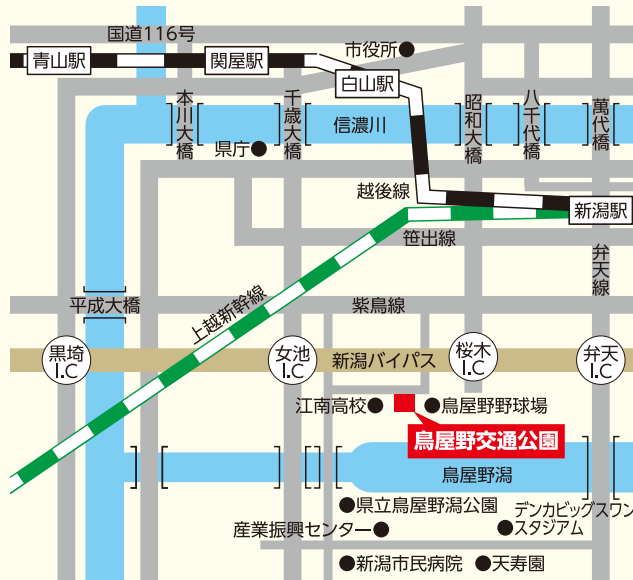 国道116号
市役所
青山駅
関屋駅
白山駅
本川大橋
千歳大橋
信濃川
昭和大橋
八千代橋
萬代橋
県庁
越後線
新潟駅
笹出線
弁天線
上越新幹線
平成大橋
紫鳥線
黒埼
I.C
女池
I.C
新潟バイパス
桜木
I.C
弁天
I.C
江南高校
鳥屋野野球場
鳥屋野交通公園
鳥屋野潟
県立鳥屋野潟公園
デンカビッグスワン
スタジアム
産業振興センター
新潟市民病院
天寿園